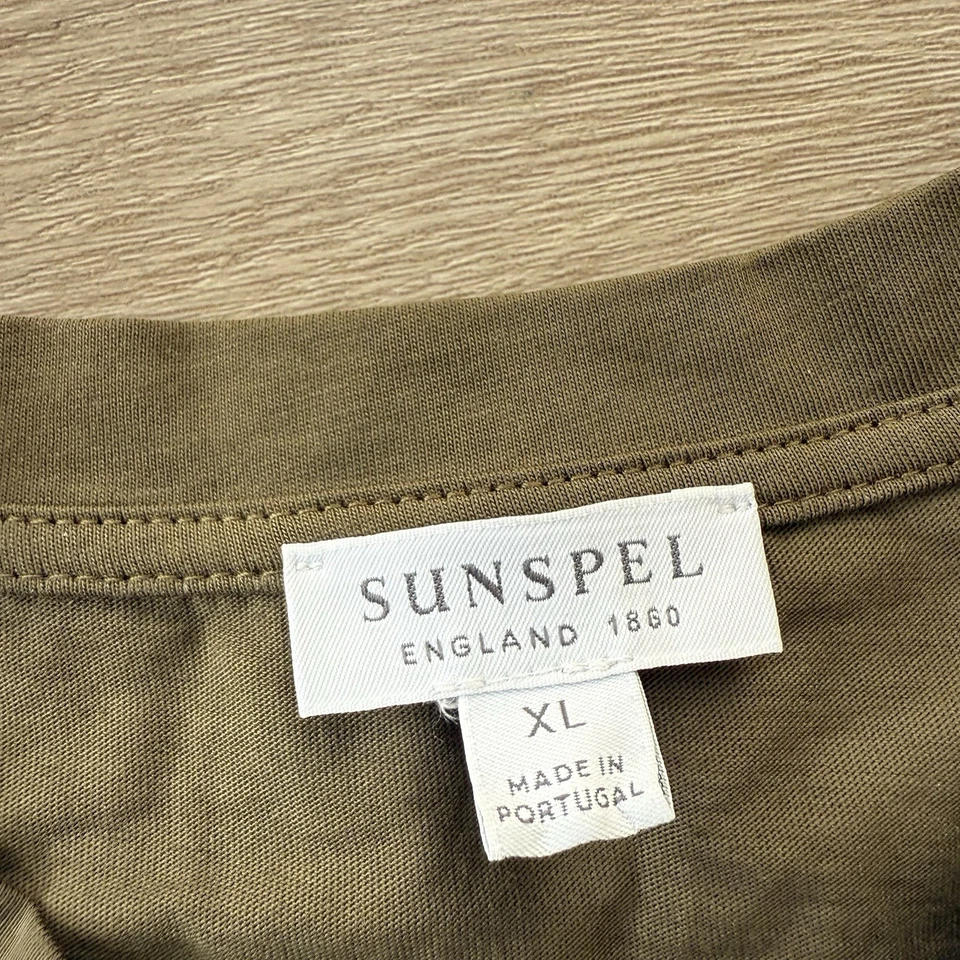 SUNSPEL
ENGLAND 1860
XL
MADE IN
PORTUGAL